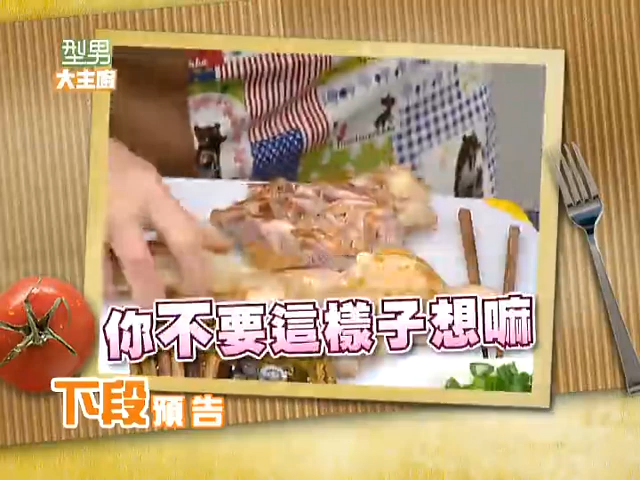 型男
大主廚
你不要這樣子想嘛
下段預告